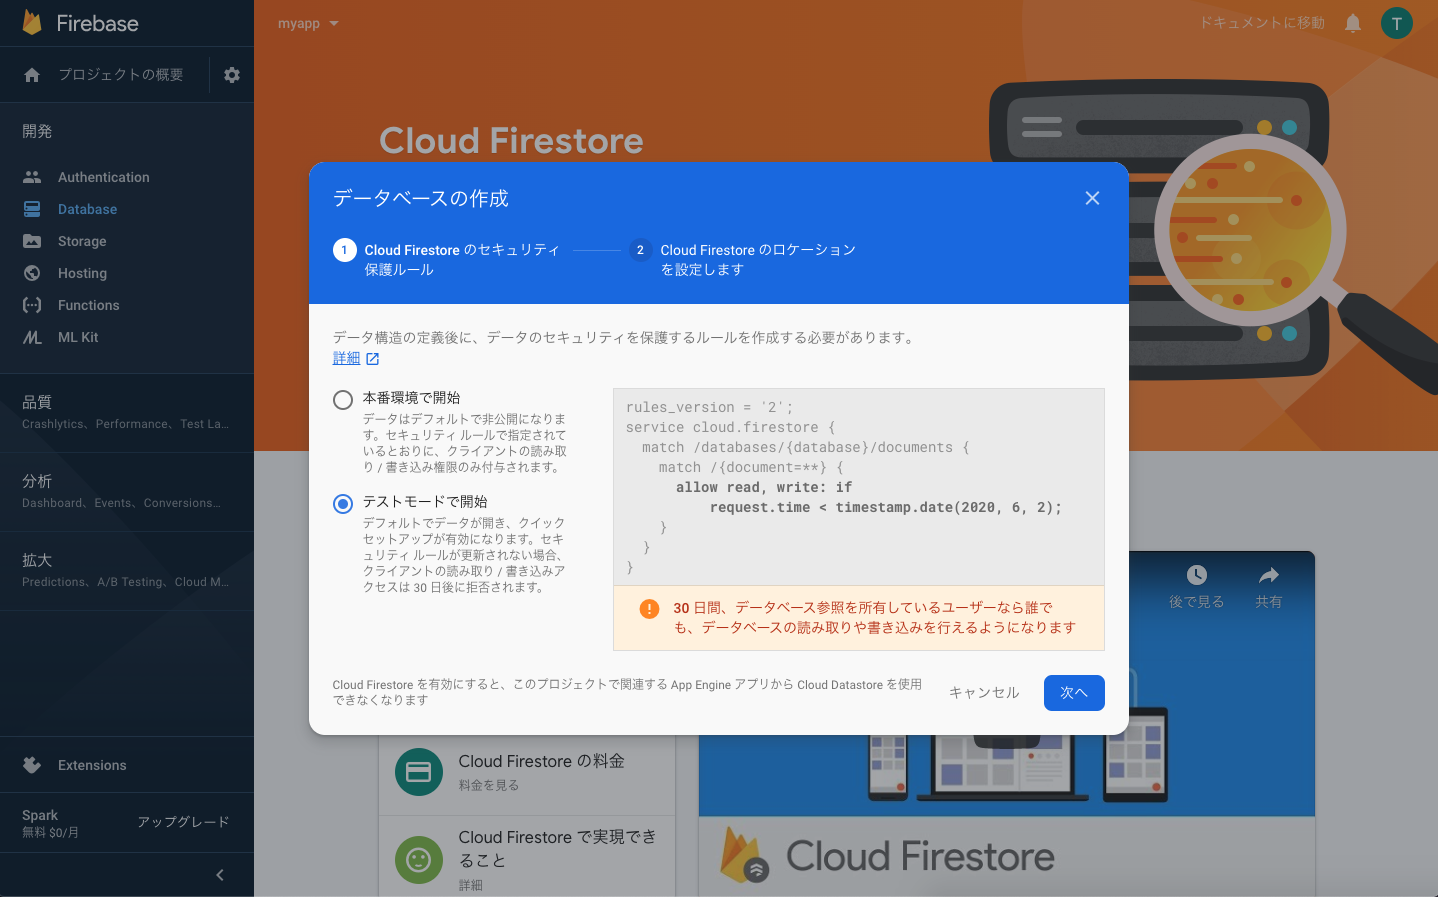 Firebase
プロジェクトの概要
開発
Authentication
Database
Storage
Hosting
Functions
ML Kit
品質
Crashlytics、Performance、Test La…
分析
Dashboard、Events、Conversions…
拡大
Predictions、A/B Testing、Cloud M…
Extensions
Spark
無料 $0/月
アップグレード
myapp
ドキュメントに移動
T
Cloud Firestore
データベースの作成
1
Cloud Firestore のセキュリティ
保護ルール
2
Cloud Firestore のロケーション
を設定します
データ構造の定義後に、データのセキュリティを保護するルールを作成する必要があります。
詳細
本番環境で開始
データはデフォルトで非公開になりま
す。セキュリティ ルールで指定されて
いるとおりに、クライアントの読み取
り / 書き込み権限のみ付与されます。
テストモードで開始
デフォルトでデータが開き、クイック
セットアップが有効になります。セキ
ュリティ ルールが更新されない場合、
クライアントの読み取り / 書き込みア
クセスは 30 日後に拒否されます。
rules_version = '2';
service cloud.firestore {
match /databases/{database}/documents {
match /{document=**} {
allow read, write: if
request.time < timestamp.date(2020, 6, 2);
}
}
}
30 日間、データベース参照を所有しているユーザーなら誰で
も、データベースの読み取りや書き込みを行えるようになります
Cloud Firestore を有効にすると、このプロジェクトで関連する App Engine アプリから Cloud Datastore を使用
できなくなります
キャンセル
次へ
後で見る
共有
Cloud Firestore の料金
料金を見る
Cloud Firestore で実現でき
ること
詳細
Cloud Firestore